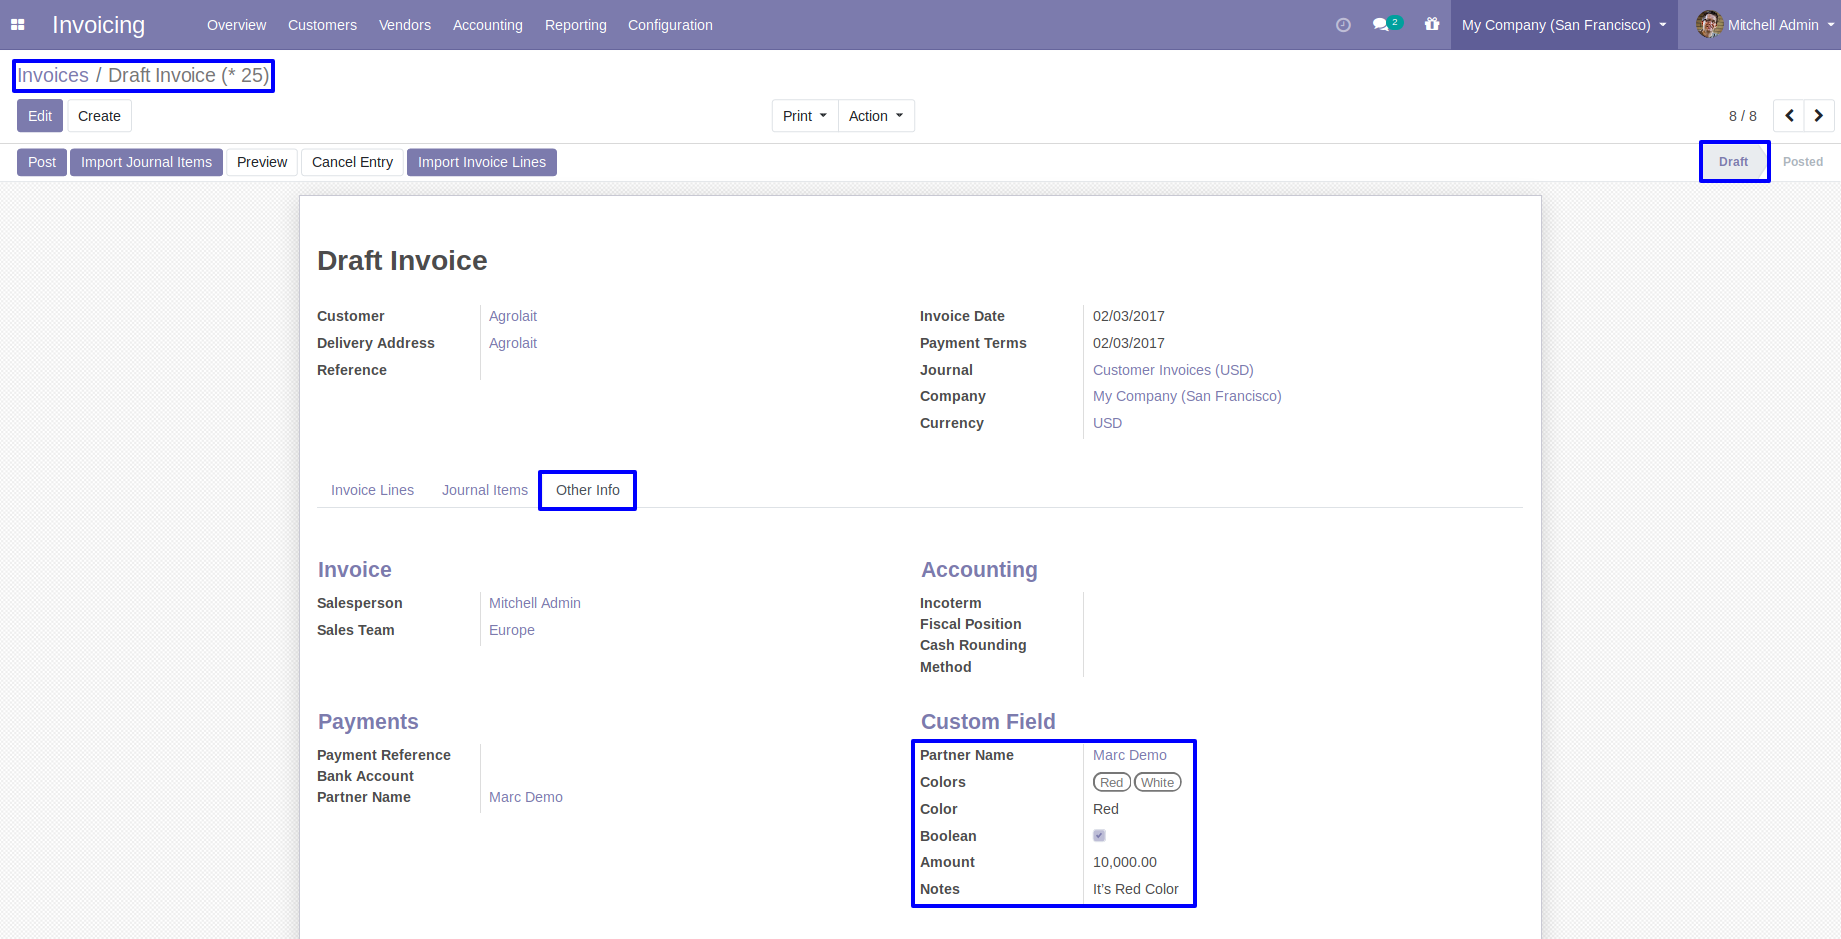 Invoicing Overview Customers Vendors Accounting Reporting Configuration 2 My Company (San Francisco) Mitchell Admin
Invoices / Draft Invoice (* 25)
Edit Create Print Action 8 / 8
Post Import Journal Items Preview Cancel Entry Import Invoice Lines Draft Posted
Draft Invoice
Customer Agrolait
Delivery Address Agrolait
Reference
Invoice Date 02/03/2017
Payment Terms 02/03/2017
Journal Customer Invoices (USD)
Company My Company (San Francisco)
Currency USD
Invoice Lines Journal Items Other Info
Invoice
Salesperson Mitchell Admin
Sales Team Europe
Accounting
Incoterm
Fiscal Position
Cash Rounding
Method
Payments
Payment Reference
Bank Account
Partner Name Marc Demo
Custom Field
Partner Name Marc Demo
Colors Red White
Color Red
Boolean
Amount 10,000.00
Notes It's Red Color